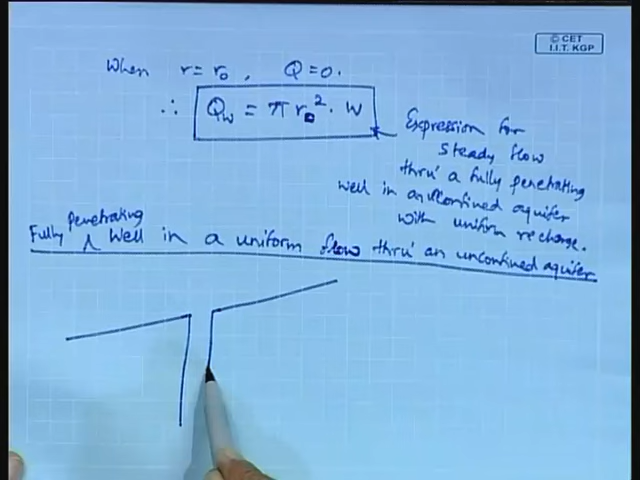 © CET
I.I.T. KGP
When r = r₀, Q = 0.
∴ Q_W = π r₀². W
Expression for
steady flow
thru' a fully penetrating
well in an unconfined aquifer
with uniform recharge.
Fully penetrating Well in a uniform flow thru' an unconfined aquifer